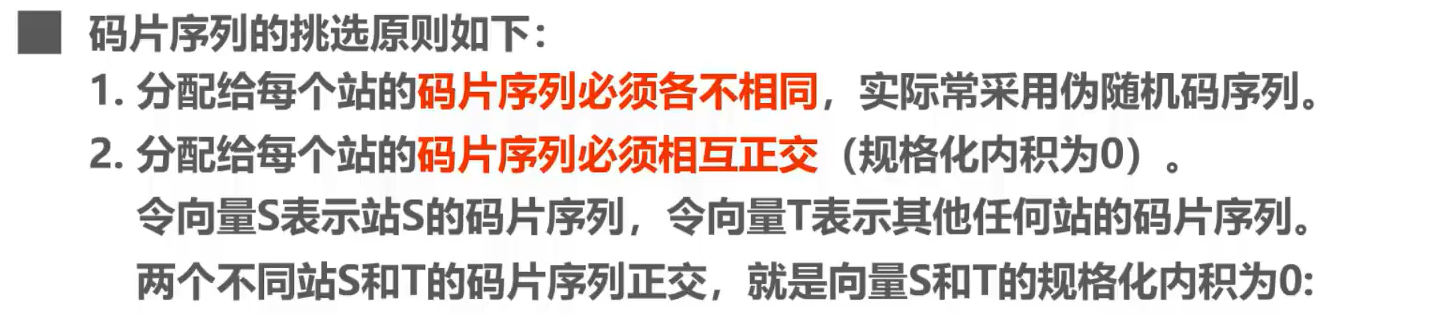 码片序列的挑选原则如下：
1. 分配给每个站的码片序列必须各不相同，实际常采用伪随机码序列。
2. 分配给每个站的码片序列必须相互正交（规格化内积为0）。
令向量S表示站S的码片序列，令向量T表示其他任何站的码片序列。
两个不同站S和T的码片序列正交，就是向量S和T的规格化内积为0: